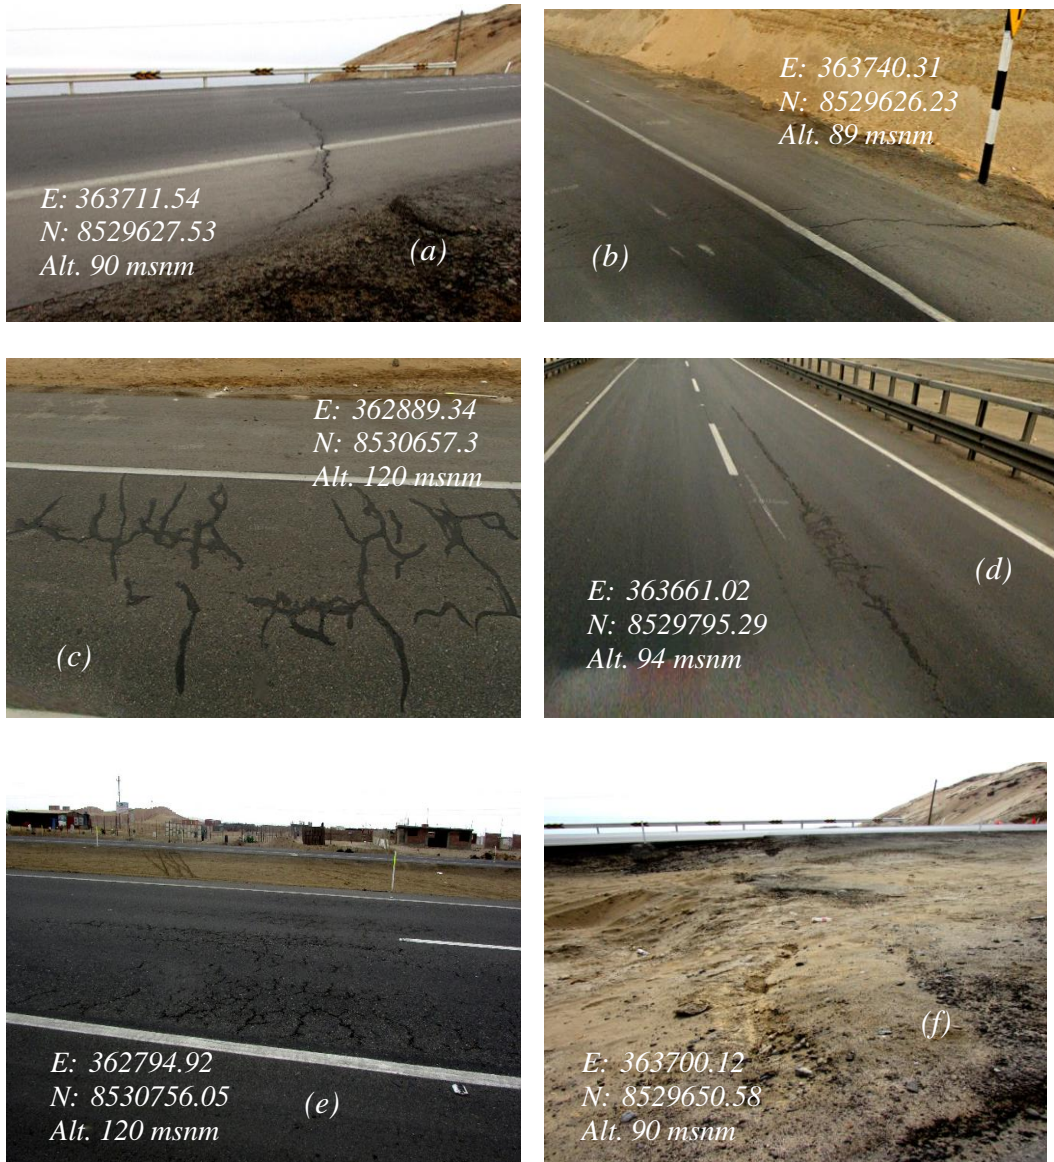 E: 363711.54
N: 8529627.53
Alt. 90 msnm
(a)
E: 363740.31
N: 8529626.23
Alt. 89 msnm
(b)
E: 362889.34
N: 8530657.3
Alt. 120 msnm
(c)
E: 363661.02
N: 8529795.29
Alt. 94 msnm
(d)
E: 362794.92
N: 8530756.05
Alt. 120 msnm
(e)
E: 363700.12
N: 8529650.58
Alt. 90 msnm
(f)